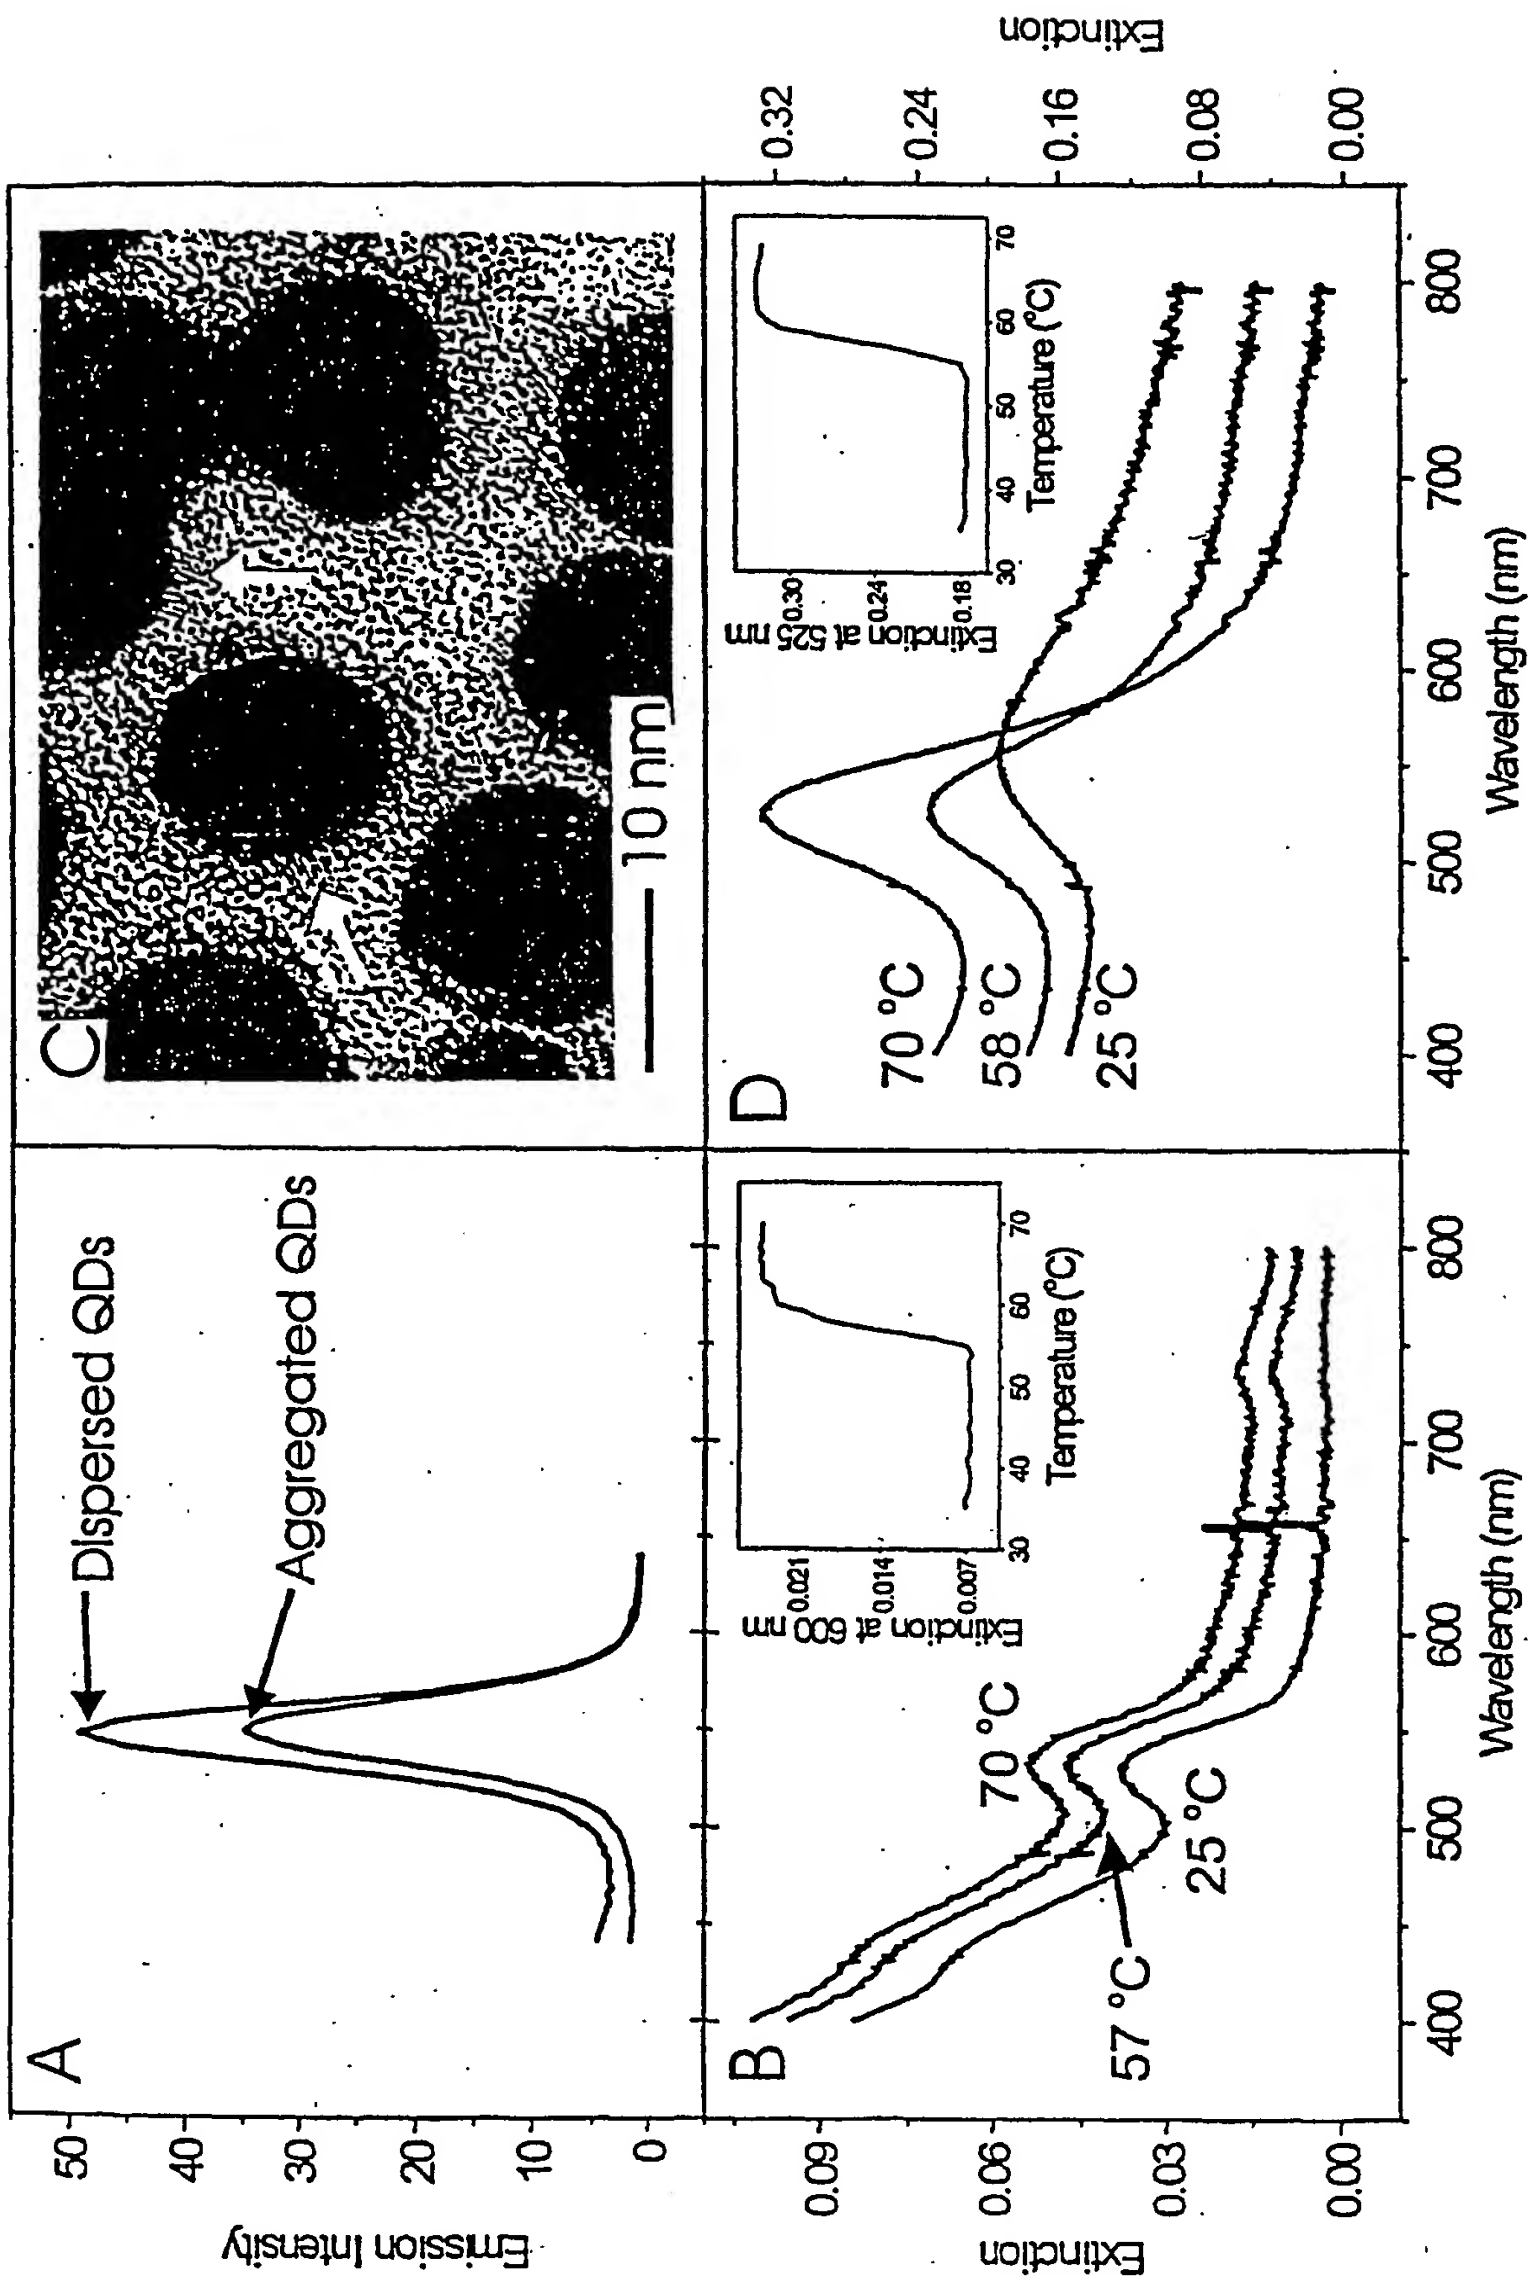 A
Dispersed QDs
Aggregated QDs
50
40
30
20
10
0
Emission Intensity
C
10 nm
B
70 °C
57 °C
25 °C
0.09
0.06
0.03
0.00
Extinction
400
500
600
700
800
Wavelength (nm)
Extinction at 600 nm
0.021
0.014
0.007
30
40
50
60
70
Temperature (°C)
D
70 °C
58 °C
25 °C
Extinction at 525 nm
0.30
0.24
0.18
30
40
50
60
70
Temperature (°C)
400
500
600
700
800
Wavelength (nm)
0.32
0.24
0.16
0.08
0.00
Extinction